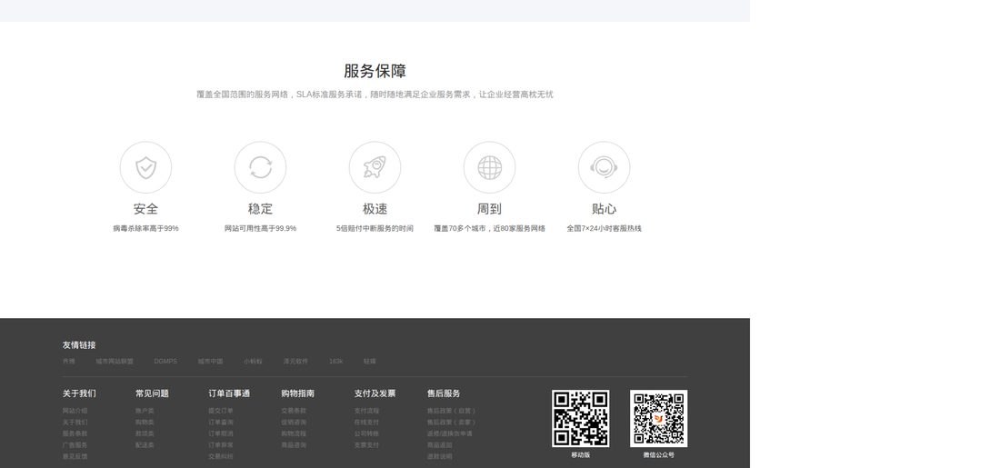 服务保障
覆盖全国范围的服务网络，SLA标准服务承诺，随时随地满足企业服务需求，让企业经营高枕无忧
安全 稳定 极速 周到 贴心
病毒杀除率高于99% 网站可用性高于99.9% 5倍赔付中断服务的时间 覆盖70多个城市，近80家服务网络 全国7×24小时客服热线
友情链接
齐博 城市网站联盟 DGMPS 城市中国 小蚂蚁 泽元软件 163k 轻媒
关于我们 常见问题 订单百事通 购物指南 支付及发票 售后服务
网站介绍 账户类 提交订单 交易条款 支付流程 售后政策（自营）
关于我们 购物类 订单查询 促销咨询 在线支付 售后政策（卖家）
服务条款 款项类 订单取消 购物流程 公司转账 返修/退换货申请
广告服务 配送类 订单异常 商品咨询 支票支付 商品返回
意见反馈 交易纠纷 退款说明
移动版 微信公众号